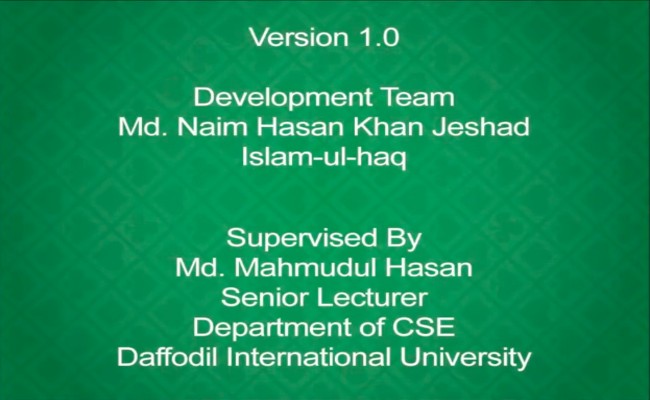 Version 1.0
Development Team
Md. Naim Hasan Khan Jeshad
Islam-ul-haq
Supervised By
Md. Mahmudul Hasan
Senior Lecturer
Department of CSE
Daffodil International University